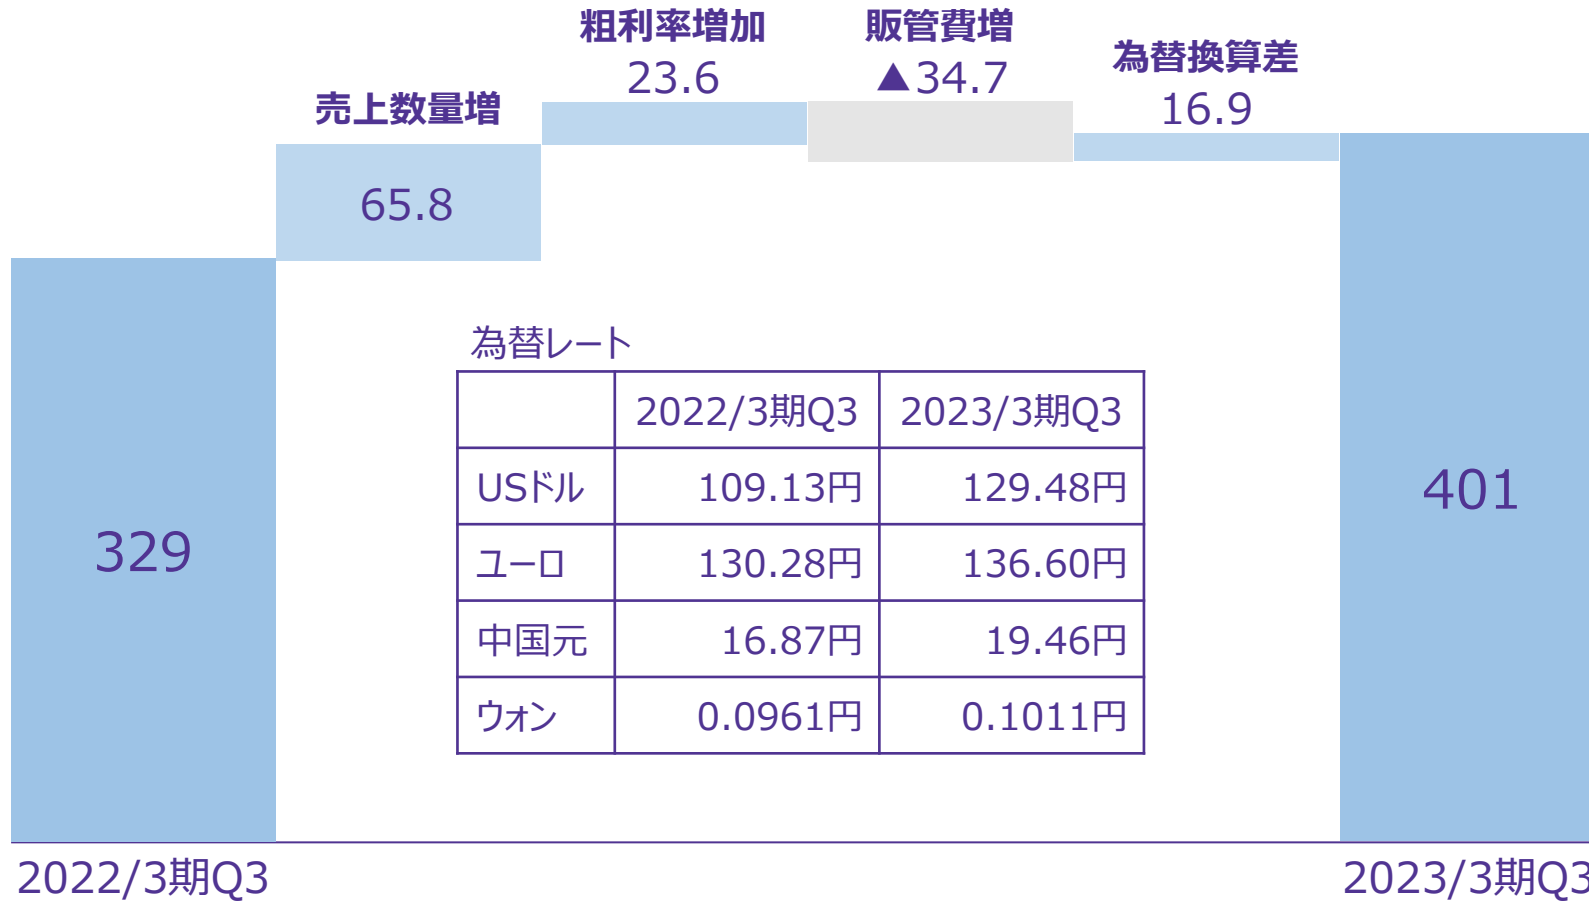 粗利率増加
23.6
販管費増
▲34.7
為替換算差
16.9
売上数量増
65.8
329
401
為替レート
2022/3期Q3 2023/3期Q3
USドル 109.13円 129.48円
ユーロ 130.28円 136.60円
中国元 16.87円 19.46円
ウォン 0.0961円 0.1011円
2022/3期Q3
2023/3期Q3